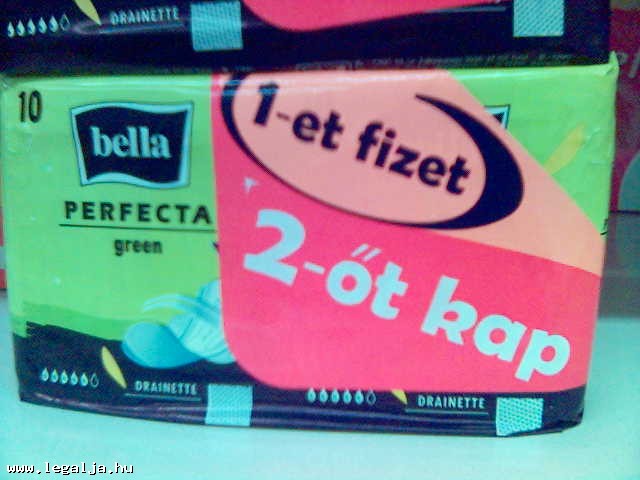 DRAINETTE
10
bella
PERFECTA
green
1-et fizet
2-őt kap
DRAINETTE
DRAINETTE
www.legalja.hu